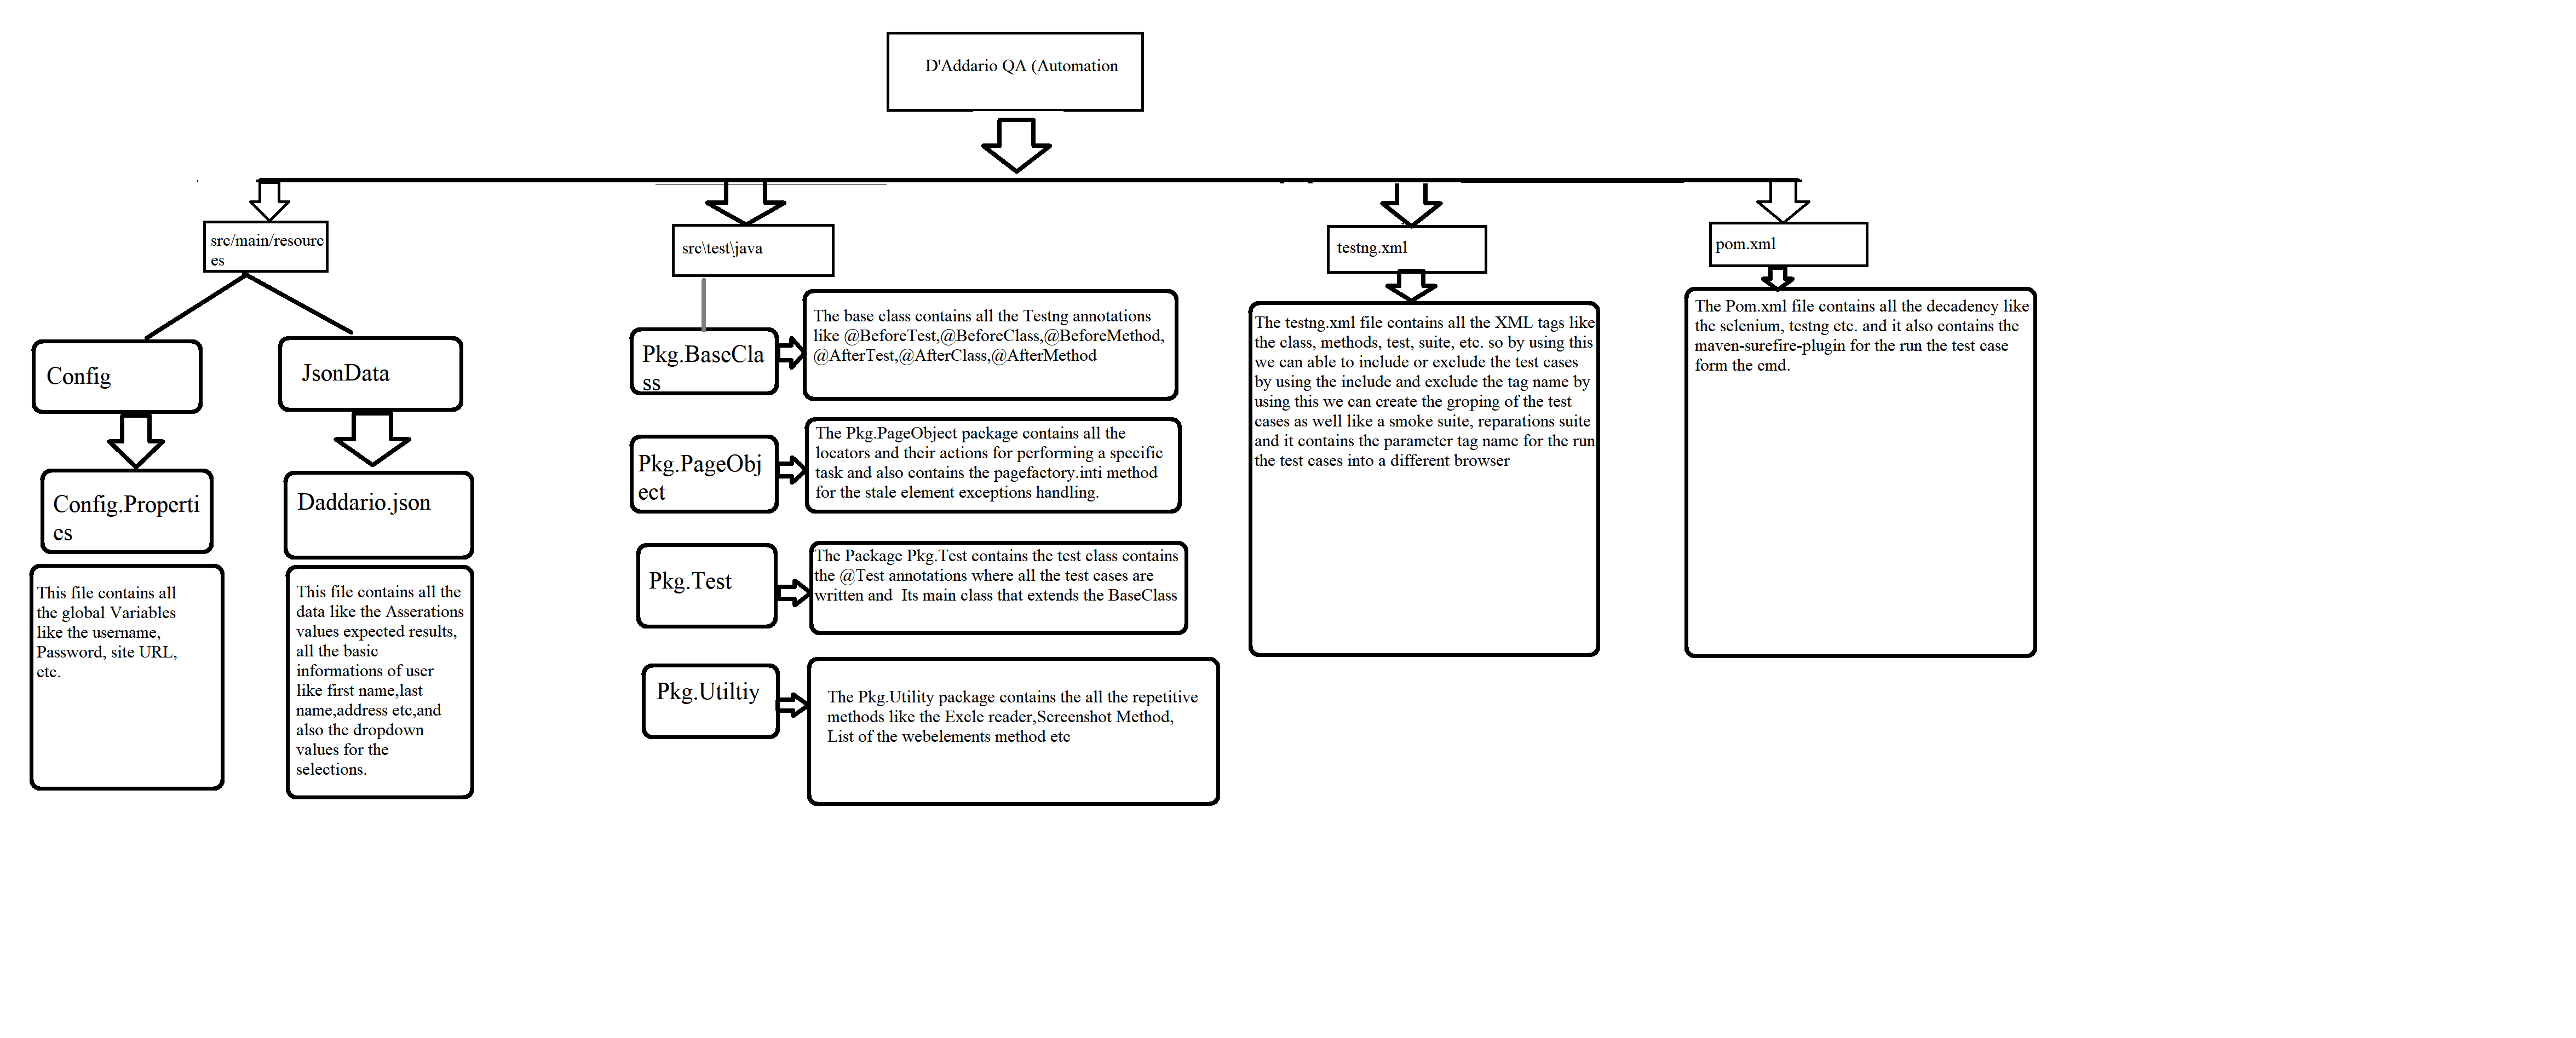 D'Addario QA (Automation
src/main/resourc
es
src\test\java
testng.xml
pom.xml
Config
JsonData
Config.Properti
es
Daddario.json
This file contains all
the global Variables
like the username,
Password, site URL,
etc.
This file contains all the
data like the Asserations
values expected results,
all the basic
informations of user
like first name,last
name,address etc,and
also the dropdown
values for the
selections.
Pkg.BaseCla
ss
The base class contains all the Testng annotations
like @BeforeTest,@BeforeClass,@BeforeMethod,
@AfterTest,@AfterClass,@AfterMethod
Pkg.PageObj
ect
The Pkg.PageObject package contains all the
locators and their actions for performing a specific
task and also contains the pagefactory.inti method
for the stale element exceptions handling.
Pkg.Test
The Package Pkg.Test contains the test class contains
the @Test annotations where all the test cases are
written and  Its main class that extends the BaseClass
Pkg.Utiltiy
The Pkg.Utility package contains the all the repetitive
methods like the Excle reader,Screenshot Method,
List of the webelements method etc
The testng.xml file contains all the XML tags like
the class, methods, test, suite, etc. so by using this
we can able to include or exclude the test cases
by using the include and exclude the tag name by
using this we can create the groping of the test
cases as well like a smoke suite, reparations suite
and it contains the parameter tag name for the run
the test cases into a different browser
The Pom.xml file contains all the decadency like
the selenium, testng etc. and it also contains the
maven-surefire-plugin for the run the test case
form the cmd.